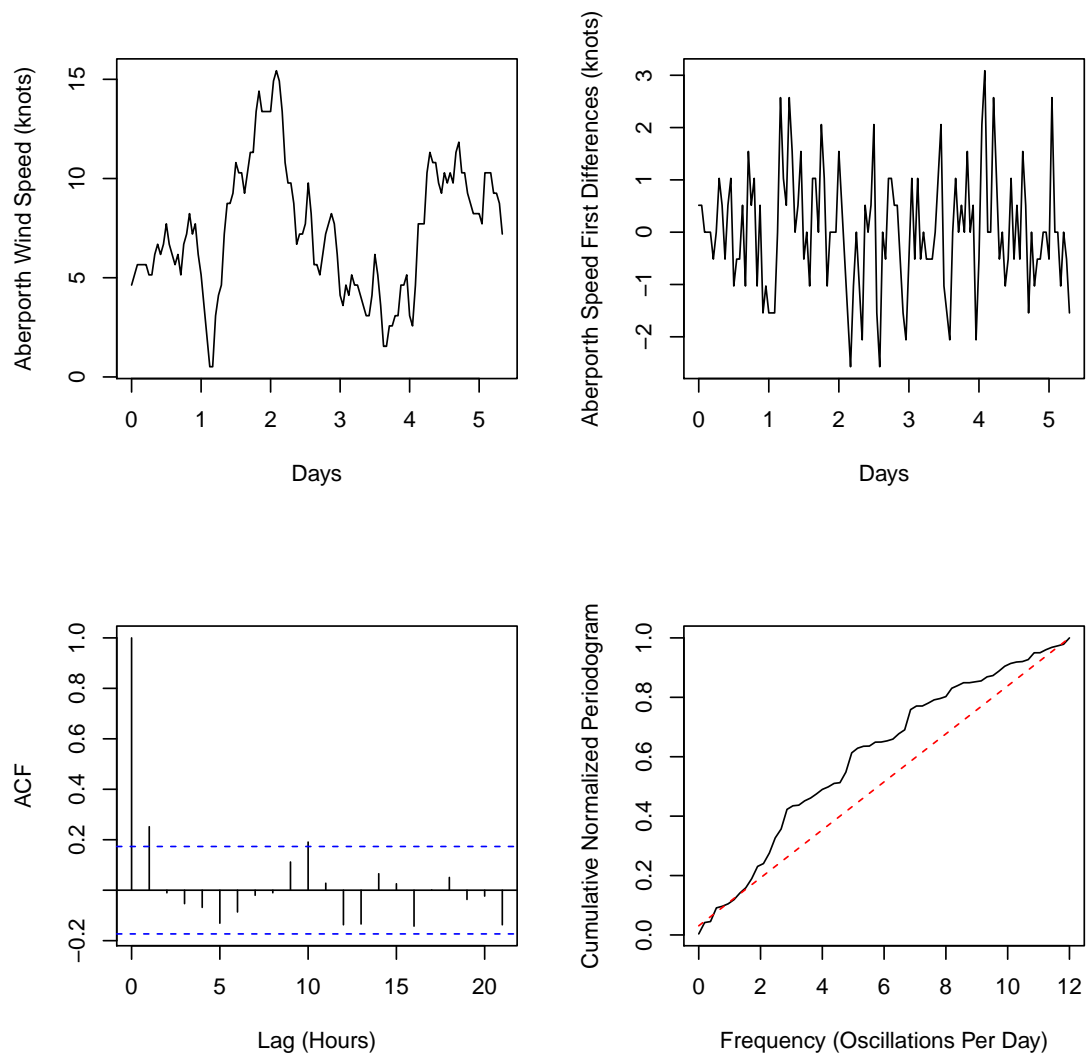 Aberporth Wind Speed (knots)
15
10
5
0
0 1 2 3 4 5
Days
Aberporth Speed First Differences (knots)
3
2
1
0
−1
−2
0 1 2 3 4 5
Days
ACF
1.0
0.8
0.6
0.4
0.2
−0.2
0 5 10 15 20
Lag (Hours)
Cumulative Normalized Periodogram
1.0
0.8
0.6
0.4
0.2
0.0
0 2 4 6 8 10 12
Frequency (Oscillations Per Day)